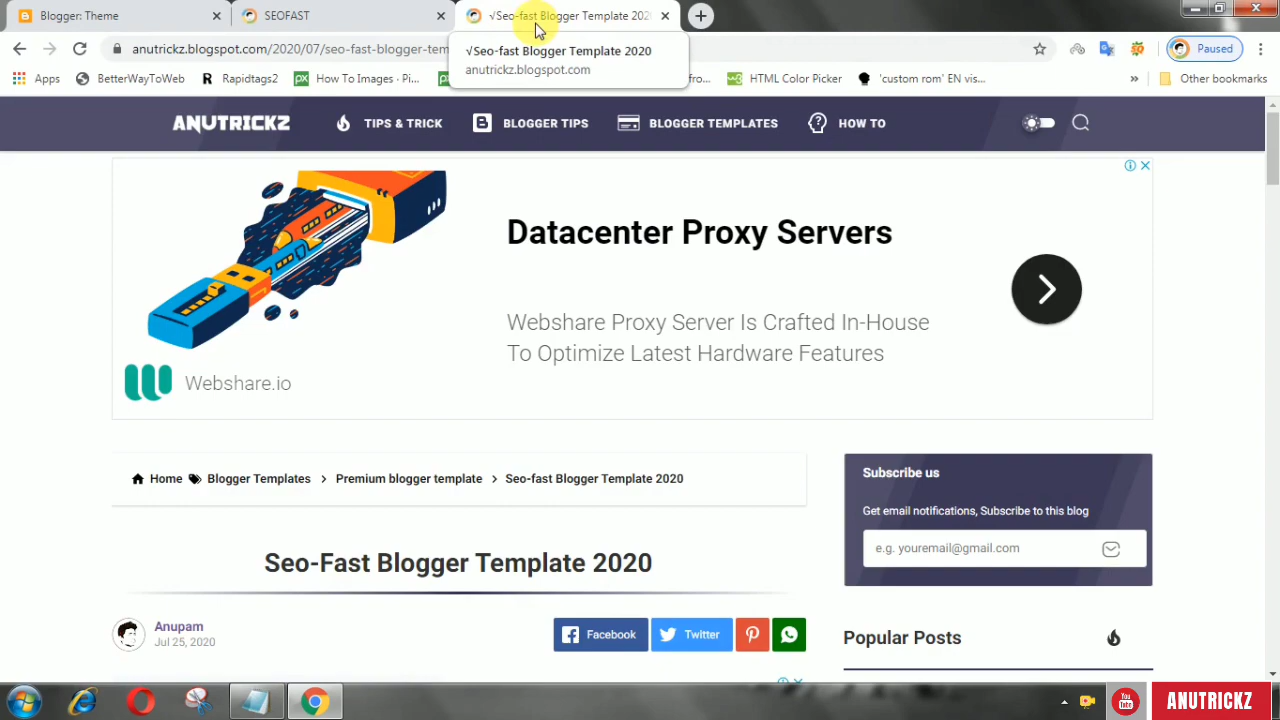 Blogger: Theme
SEOFAST
√Seo-fast Blogger Template 202
anutrickz.blogspot.com/2020/07/seo-fast-blogger-tem
√Seo-fast Blogger Template 2020
anutrickz.blogspot.com
Paused
Apps
BetterWayToWeb
Rapidtags2
How To Images - Pi...
fro...
HTML Color Picker
'custom rom' EN vis...
»
Other bookmarks
ANUTRICKZ
TIPS & TRICK
BLOGGER TIPS
BLOGGER TEMPLATES
HOW TO
Datacenter Proxy Servers
Webshare Proxy Server Is Crafted In-House
To Optimize Latest Hardware Features
Webshare.io
Home
Blogger Templates
Premium blogger template
Seo-fast Blogger Template 2020
Subscribe us
Get email notifications, Subscribe to this blog
e.g. youremail@gmail.com
Seo-Fast Blogger Template 2020
Anupam
Jul 25, 2020
Facebook
Twitter
Popular Posts
You Tube
ANUTRICKZ